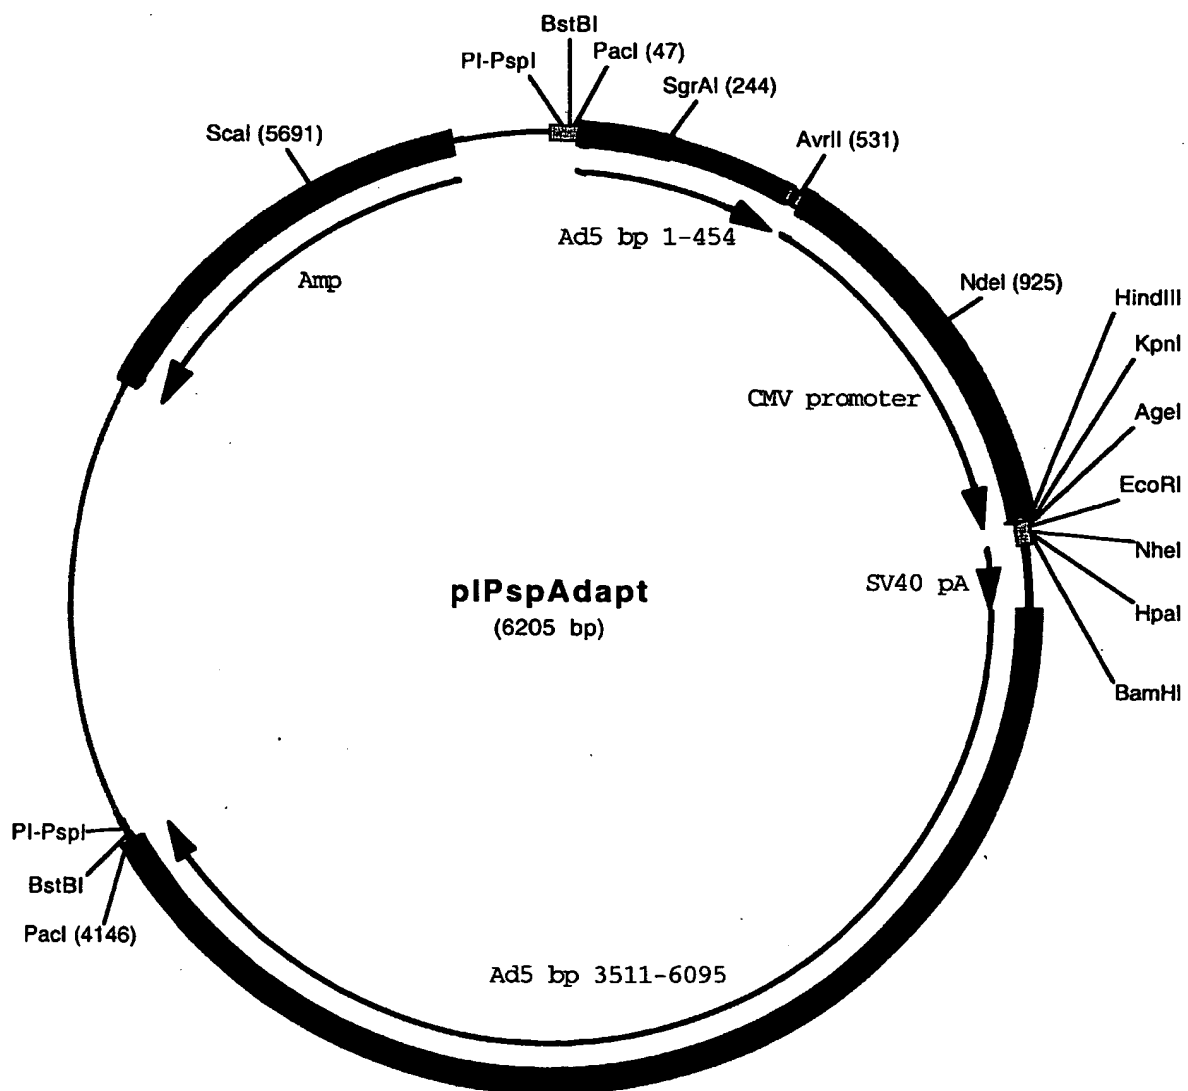 BstBI
PI-PspI
PacI (47)
SgrAI (244)
ScaI (5691)
AvrII (531)
Ad5 bp 1-454
Amp
NdeI (925)
HindIII
KpnI
CMV promoter
AgeI
EcoRI
NheI
SV40 pA
pIPspAdapt
(6205 bp)
HpaI
BamHI
PI-PspI
BstBI
PacI (4146)
Ad5 bp 3511-6095